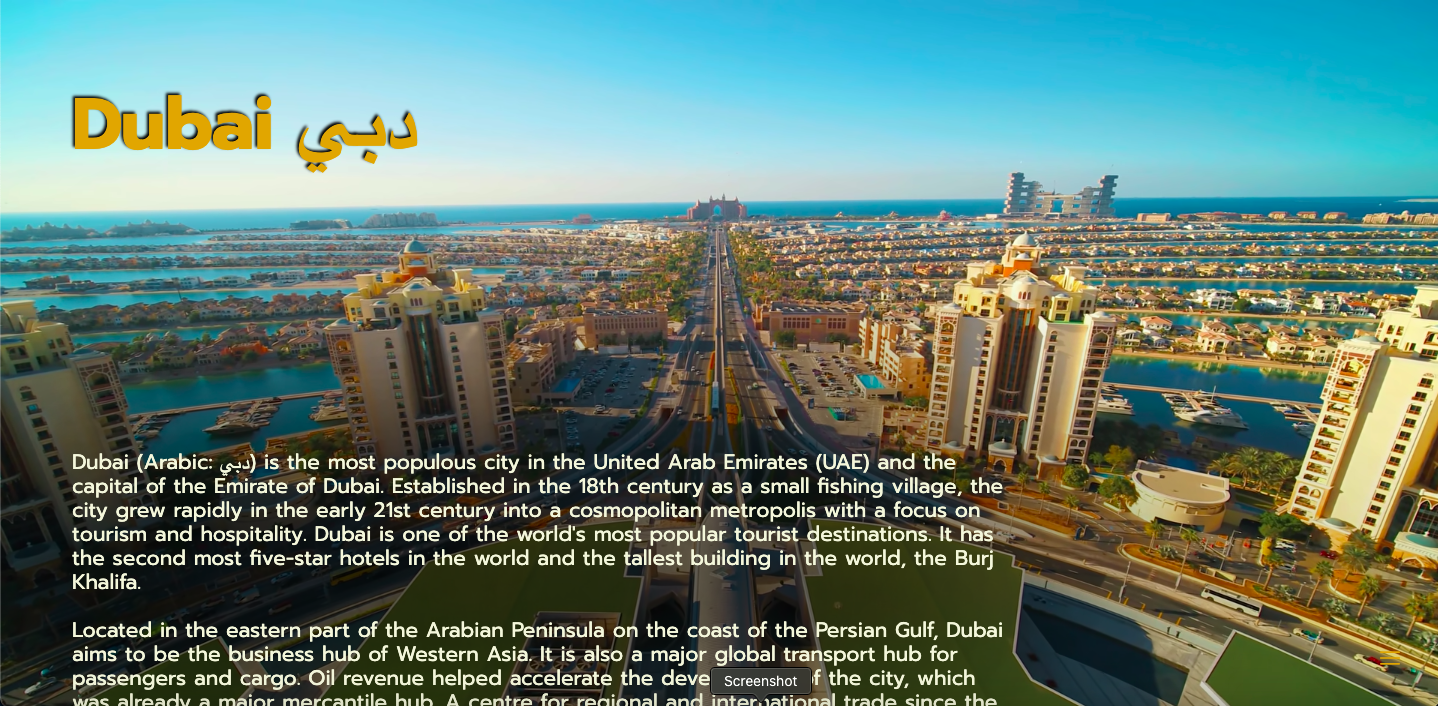 Dubai دبي
Dubai (Arabic: دبي) is the most populous city in the United Arab Emirates (UAE) and the
capital of the Emirate of Dubai. Established in the 18th century as a small fishing village, the
city grew rapidly in the early 21st century into a cosmopolitan metropolis with a focus on
tourism and hospitality. Dubai is one of the world's most popular tourist destinations. It has
the second most five-star hotels in the world and the tallest building in the world, the Burj
Khalifa.
Located in the eastern part of the Arabian Peninsula on the coast of the Persian Gulf, Dubai
aims to be the business hub of Western Asia. It is also a major global transport hub for
passengers and cargo. Oil revenue helped accelerate the deve of the city, which
Screenshot
was already a major mercantile hub. A centre for regional and international trade since the